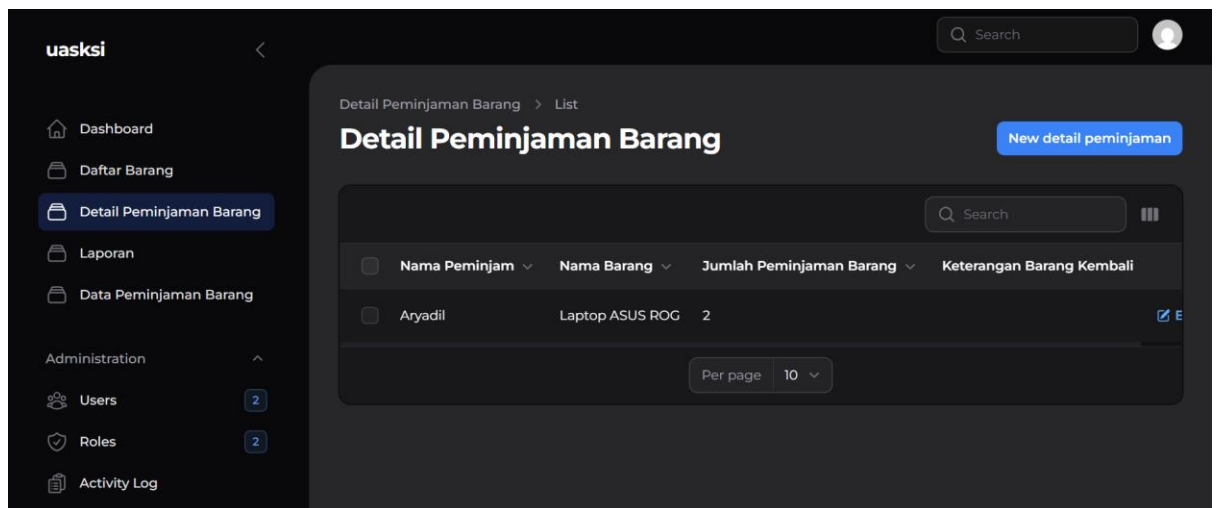 uasksi
Search
Dashboard
Daftar Barang
Detail Peminjaman Barang
Laporan
Data Peminjaman Barang
Administration
Users 2
Roles 2
Activity Log
Detail Peminjaman Barang > List
Detail Peminjaman Barang
New detail peminjaman
Search
Nama Peminjam Nama Barang Jumlah Peminjaman Barang Keterangan Barang Kembali
Aryadil Laptop ASUS ROG 2 E
Per page 10